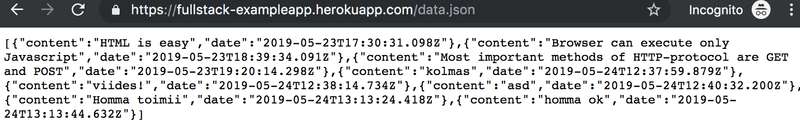 https://fullstack-exampleapp.herokuapp.com/data.json Incognito
[{"content":"HTML is easy","date":"2019-05-23T17:30:31.098Z"},{"content":"Browser can execute only
Javascript","date":"2019-05-23T18:39:34.091Z"},{"content":"Most important methods of HTTP-protocol are GET
and POST","date":"2019-05-23T19:20:14.298Z"},{"content":"kolmas","date":"2019-05-24T12:37:59.879Z"},
{"content":"viides!","date":"2019-05-24T12:38:14.734Z"},{"content":"asd","date":"2019-05-24T12:40:32.200Z"},
{"content":"Homma toimii","date":"2019-05-24T13:13:24.418Z"},{"content":"homma ok","date":"2019-05-
24T13:13:44.632Z"}]